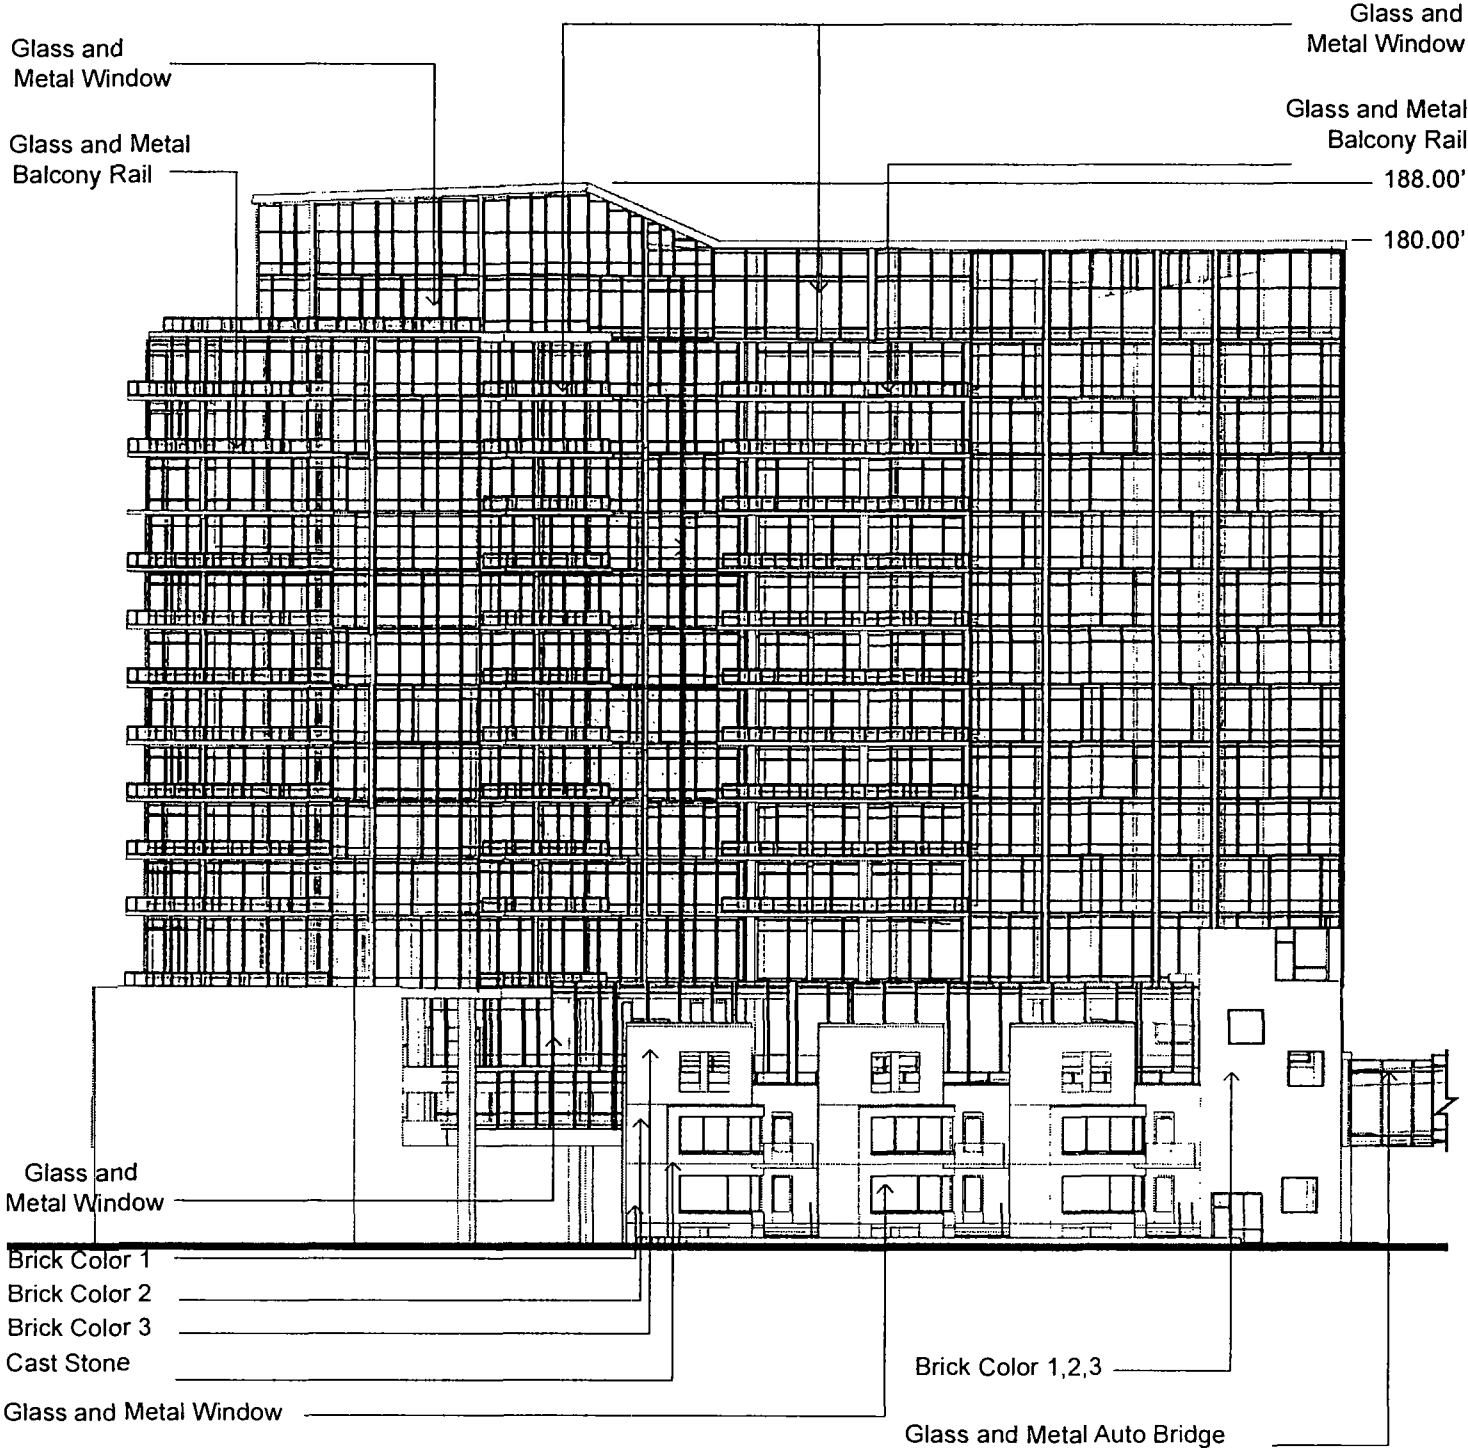 Glass and
Metal Window
Glass and
Metal Window
Glass and Metal
Balcony Rail
Glass and Metal
Balcony Rail
188.00'
180.00'
Glass and
Metal Window
Brick Color 1
Brick Color 2
Brick Color 3
Cast Stone
Glass and Metal Window
Brick Color 1,2,3
Glass and Metal Auto Bridge